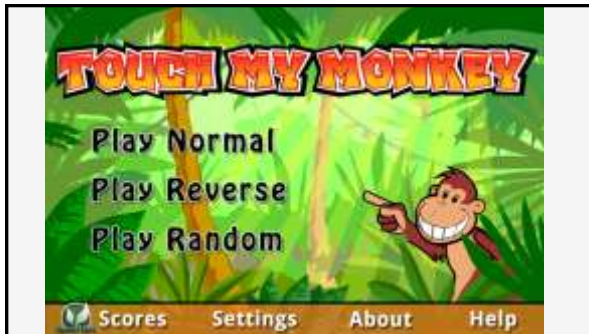 TOUCH MY MONKEY
Play Normal
Play Reverse
Play Random
Scores Settings About Help